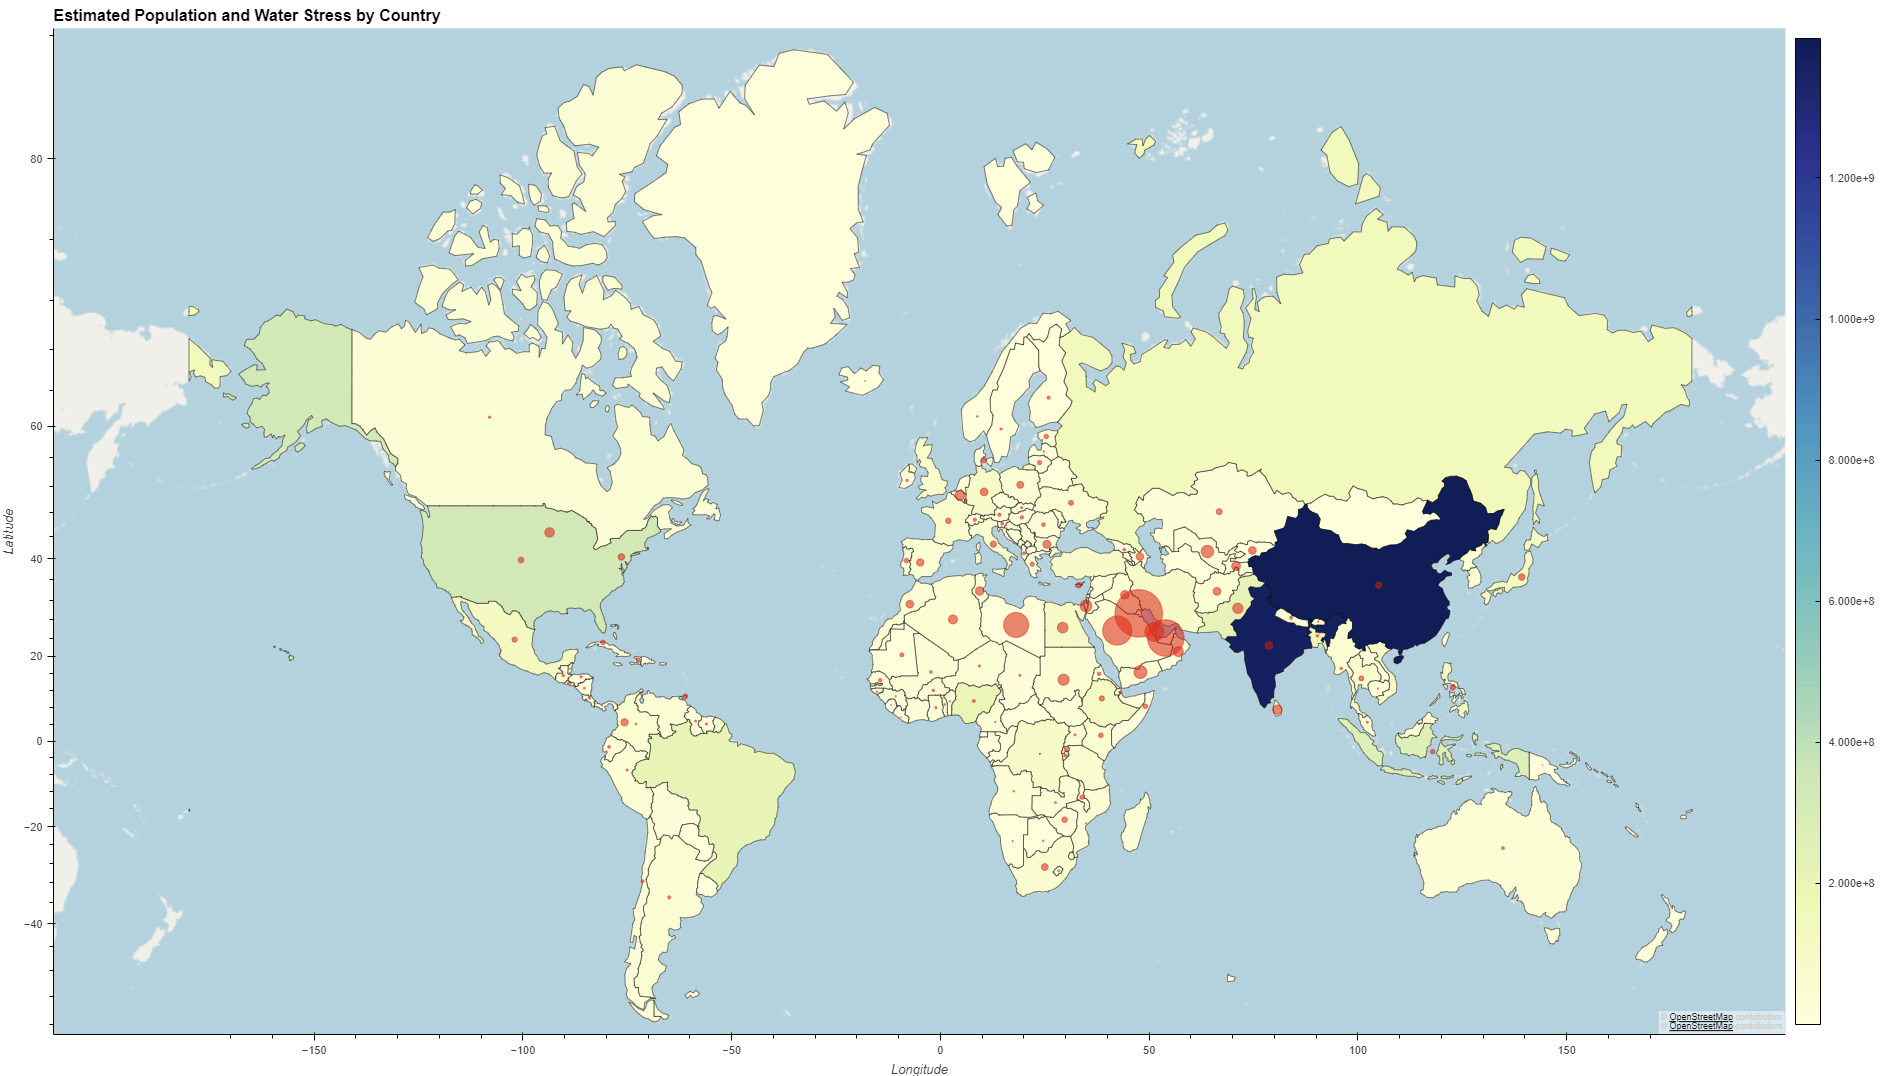 Estimated Population and Water Stress by Country
80
60
40
20
0
−20
−40
Latitude
−150
−100
−50
0
50
100
150
Longitude
1.200e+9
1.000e+9
8.000e+8
6.000e+8
4.000e+8
2.000e+8
© OpenStreetMap contributors
© OpenStreetMap contributors